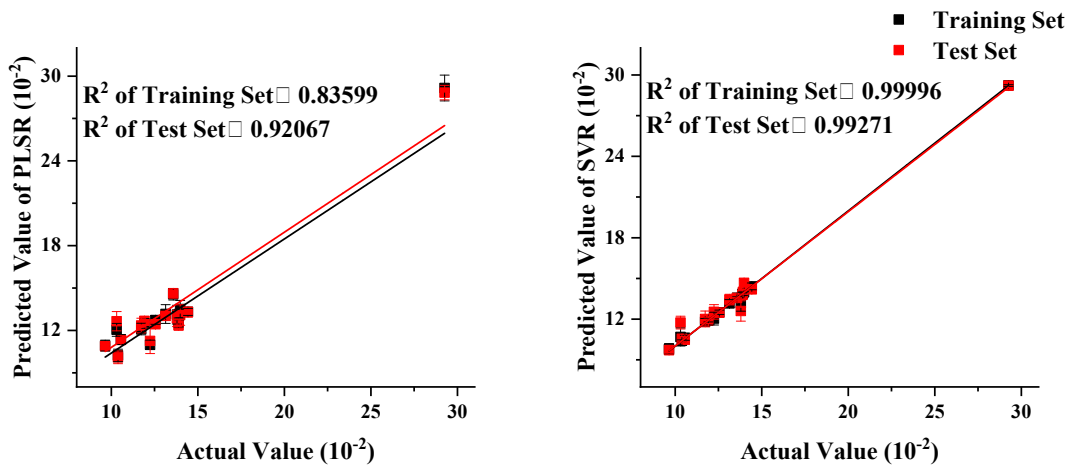 Training Set
Test Set
Predicted Value of PLSR (10⁻²)
R² of Training Set□ 0.83599
R² of Test Set□ 0.92067
30
24
18
12
10 15 20 25 30
Actual Value (10⁻²)
Predicted Value of SVR (10⁻²)
R² of Training Set□ 0.99996
R² of Test Set□ 0.99271
30
24
18
12
10 15 20 25 30
Actual Value (10⁻²)